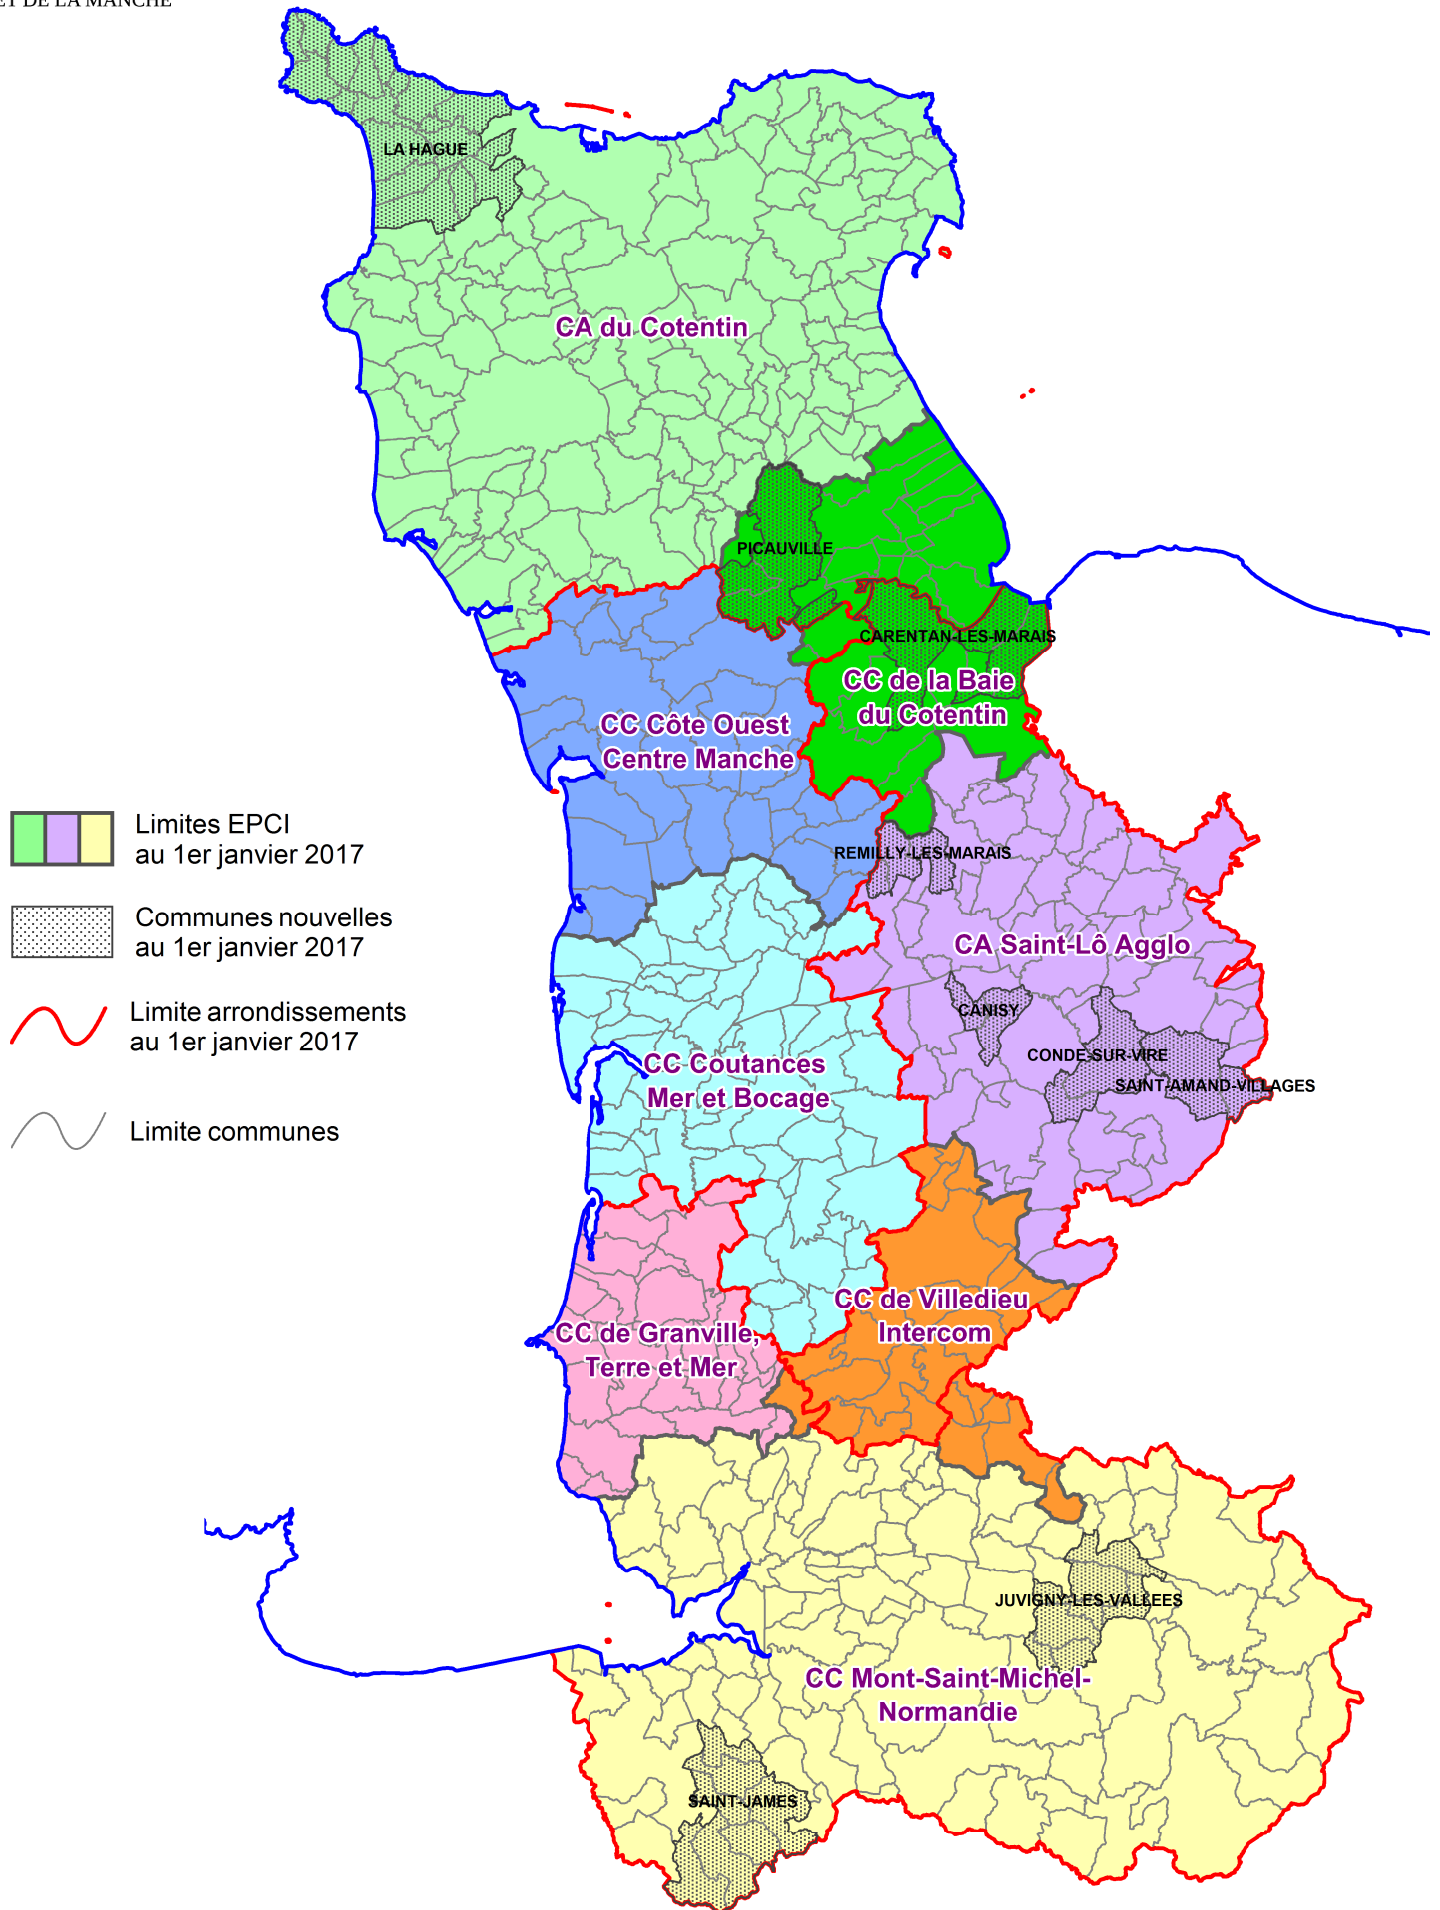 ET DE LA MANCHE
LA HAGUE
CA du Cotentin
PICAUVILLE
CARENTAN-LES-MARAIS
CC de la Baie
du Cotentin
CC Côte Ouest
Centre Manche
Limites EPCI
au 1er janvier 2017
REMILLY-LES-MARAIS
Communes nouvelles
au 1er janvier 2017
CA Saint-Lô Agglo
CANISY
Limite arrondissements
au 1er janvier 2017
CONDE-SUR-VIRE
CC Coutances
Mer et Bocage
SAINT-AMAND-VILLAGES
Limite communes
CC de Villedieu
Intercom
CC de Granville,
Terre et Mer
JUVIGNY-LES-VALLEES
CC Mont-Saint-Michel-
Normandie
SAINT-JAMES